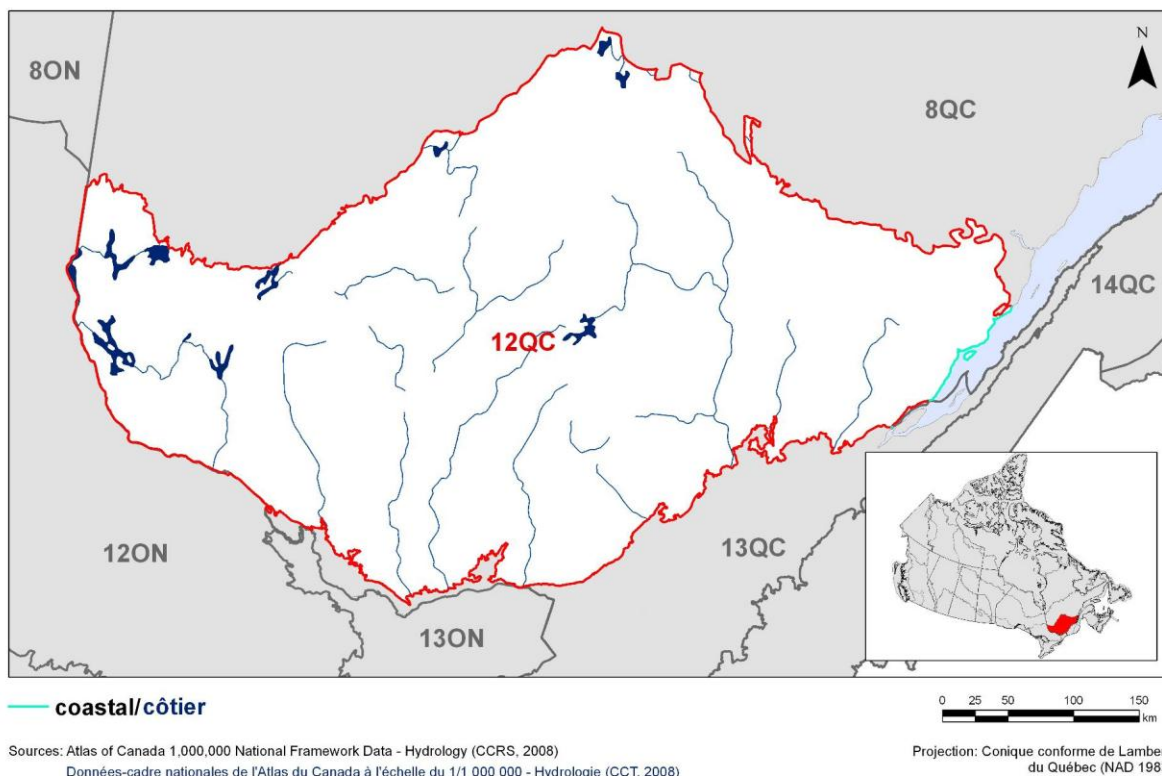 N
8ON
8QC
14QC
12QC
12ON
13QC
13ON
coastal/côtier
0 25 50 100 150
km
Sources: Atlas of Canada 1,000,000 National Framework Data - Hydrology (CCRS, 2008)
Données-cadre nationales de l'Atlas du Canada à l'échelle du 1/1 000 000 - Hydrologie (CCT, 2008)
Projection: Conique conforme de Lambe
du Québec (NAD 198